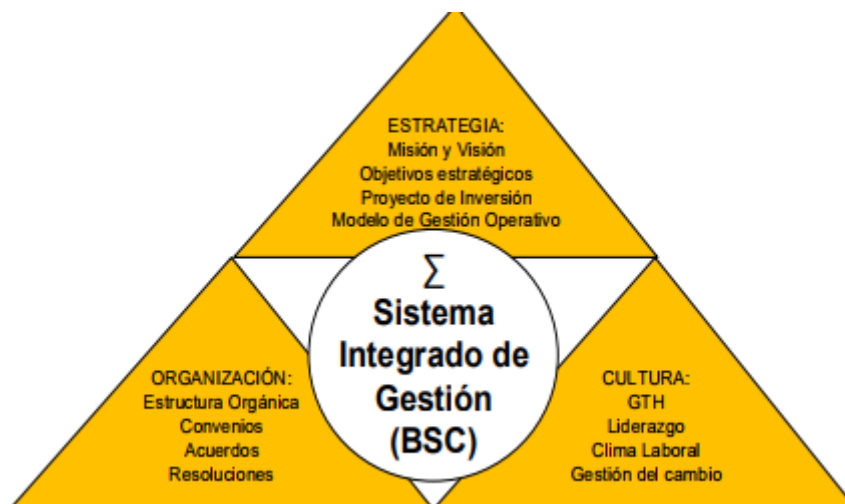 ESTRATEGIA:
Misión y Visión
Objetivos estratégicos
Proyecto de Inversión
Modelo de Gestión Operativo
∑
Sistema
Integrado de
Gestión
(BSC)
ORGANIZACIÓN:
Estructura Orgánica
Convenios
Acuerdos
Resoluciones
CULTURA:
GTH
Liderazgo
Clima Laboral
Gestión del cambio